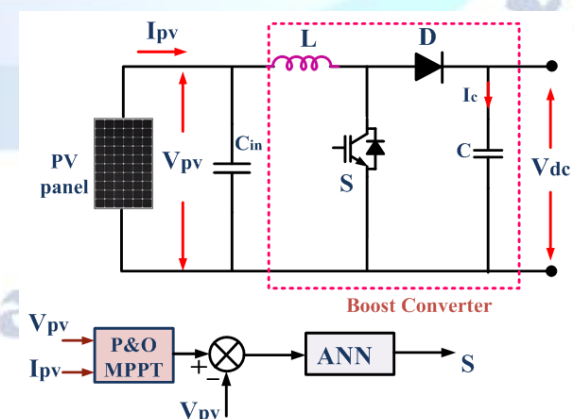 Ipv
L
D
Ic
PV
panel
Vpv
Cin
S
C
Vdc
Boost Converter
Vpv
Ipv
P&O
MPPT
+
−
ANN
S
Vpv